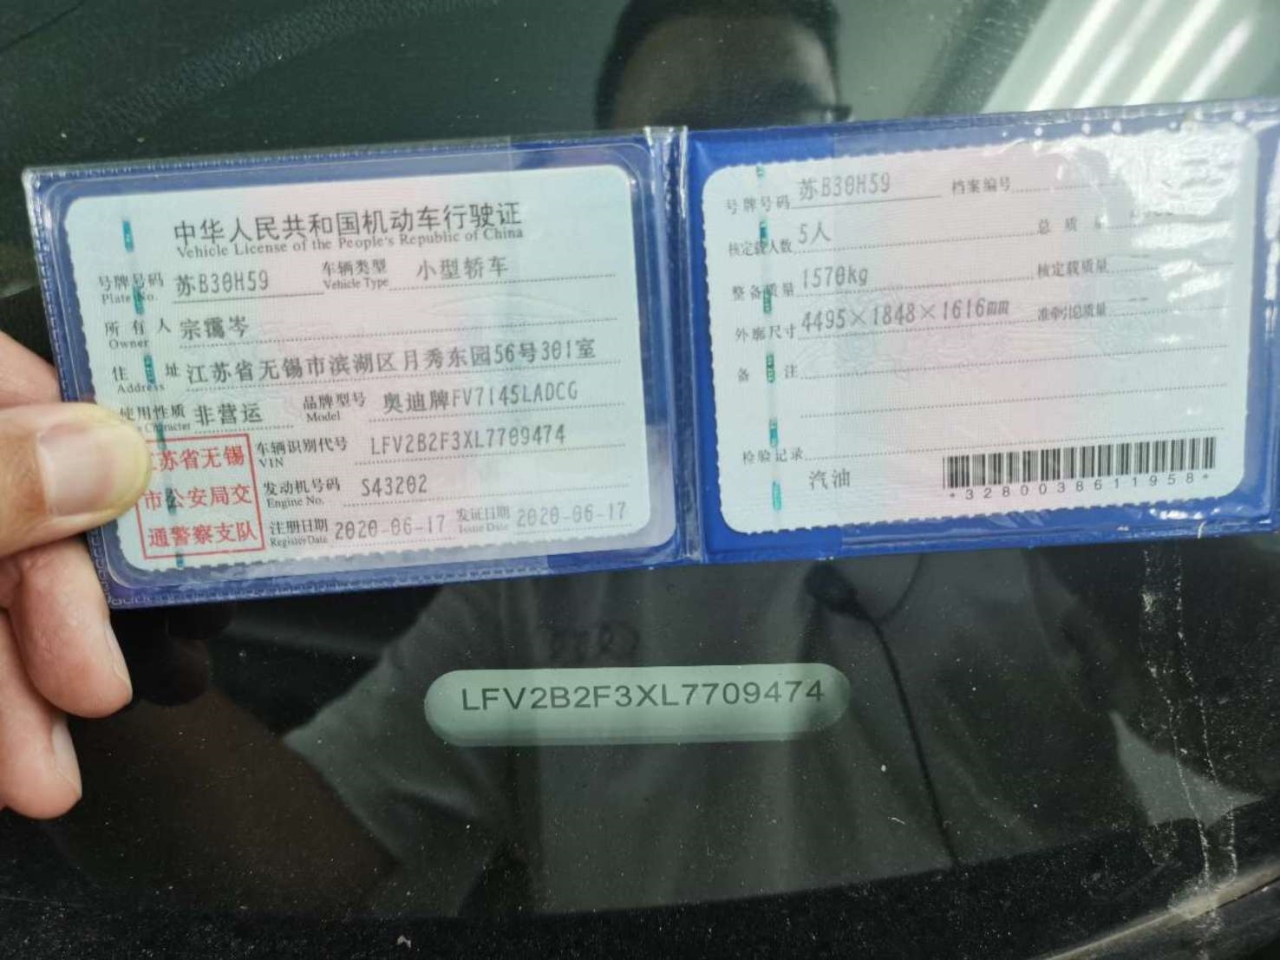 中华人民共和国机动车行驶证
Vehicle License of the People's Republic of China
号牌号码 苏B30H59 车辆类型 小型轿车
Plate No. Vehicle Type
所有人 宗霭岑
Owner
住址 江苏省无锡市滨湖区月秀东园56号301室
Address
使用性质 非营运 品牌型号 奥迪牌FV7145LADCG
Character Model
江苏省无锡
市公安局交
通警察支队
车辆识别代号 LFV2B2F3XL7709474
VIN
发动机号码 S43202
Engine No.
注册日期 2020-06-17 发证日期 2020-06-17
Register Date Issue Date
号牌号码 苏B30H59 档案编号
核定载人数 5人 总质量
整备质量 1570kg 核定载质量
外廓尺寸 4495×1848×1616mm 准牵引总质量
备注
检验记录
汽油
*3280038611958*
LFV2B2F3XL7709474